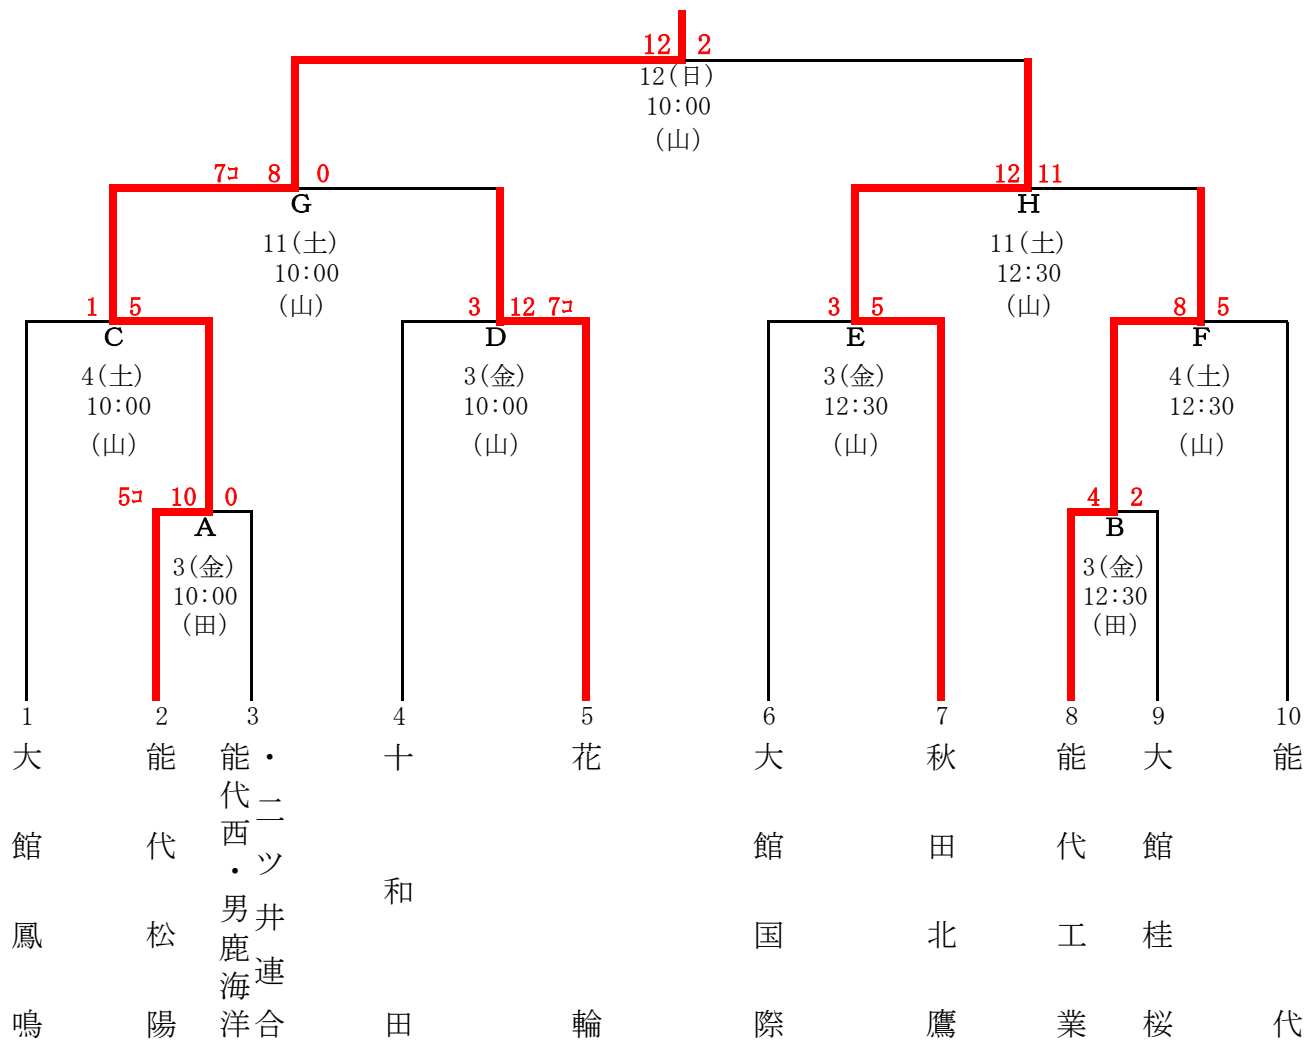 12 2
12(日)
10:00
(山)
7コ 8 0
G
11(土)
10:00
(山)
12 11
H
11(土)
12:30
(山)
1 5
C
4(土)
10:00
(山)
3 12 7コ
D
3(金)
10:00
(山)
3 5
E
3(金)
12:30
(山)
8 5
F
4(土)
12:30
(山)
5コ 10 0
A
3(金)
10:00
(田)
4 2
B
3(金)
12:30
(田)
1
大館鳳鳴
2
能代松陽
3
能代西・男鹿海洋
・二ツ井連合
4
十和田
5
花輪
6
大館国際
7
秋田北鷹
8
能代工業
9
大館桂桜
10
能代